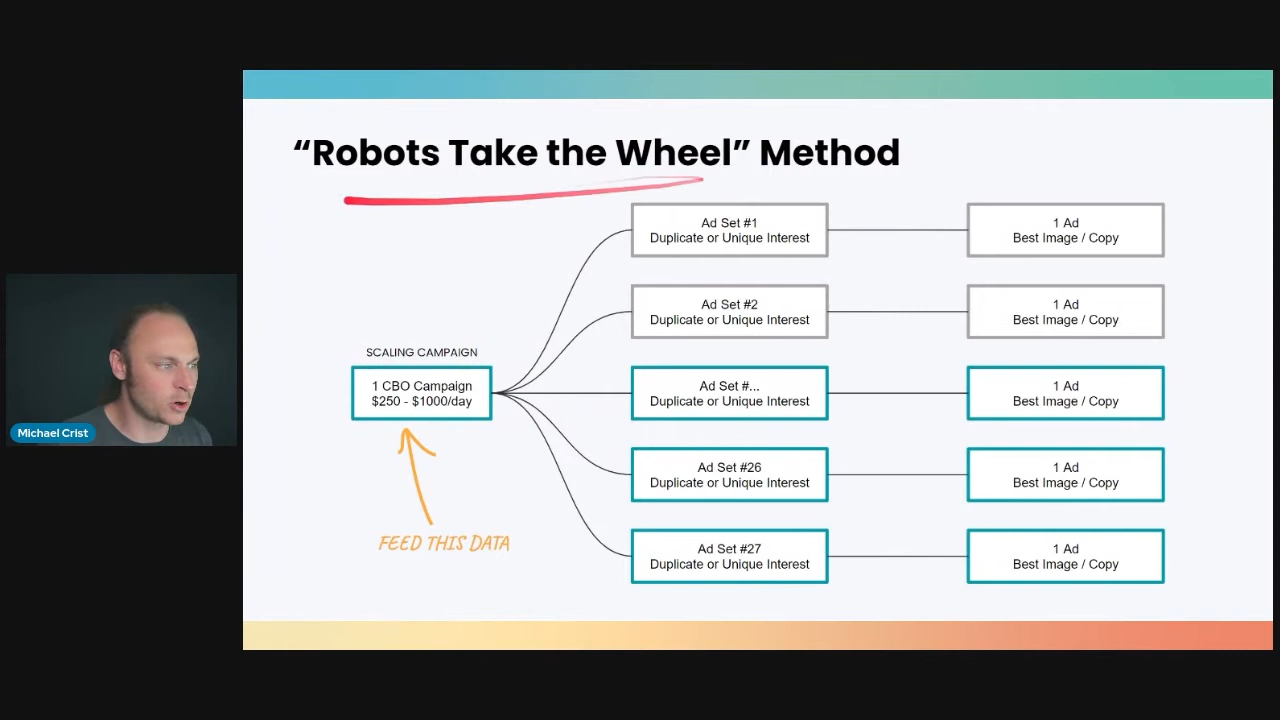 “Robots Take the Wheel” Method
Ad Set #1
Duplicate or Unique Interest
1 Ad
Best Image / Copy
Ad Set #2
Duplicate or Unique Interest
1 Ad
Best Image / Copy
SCALING CAMPAIGN
1 CBO Campaign
$250 - $1000/day
Ad Set #...
Duplicate or Unique Interest
1 Ad
Best Image / Copy
Michael Crist
Ad Set #26
Duplicate or Unique Interest
1 Ad
Best Image / Copy
FEED THIS DATA
Ad Set #27
Duplicate or Unique Interest
1 Ad
Best Image / Copy